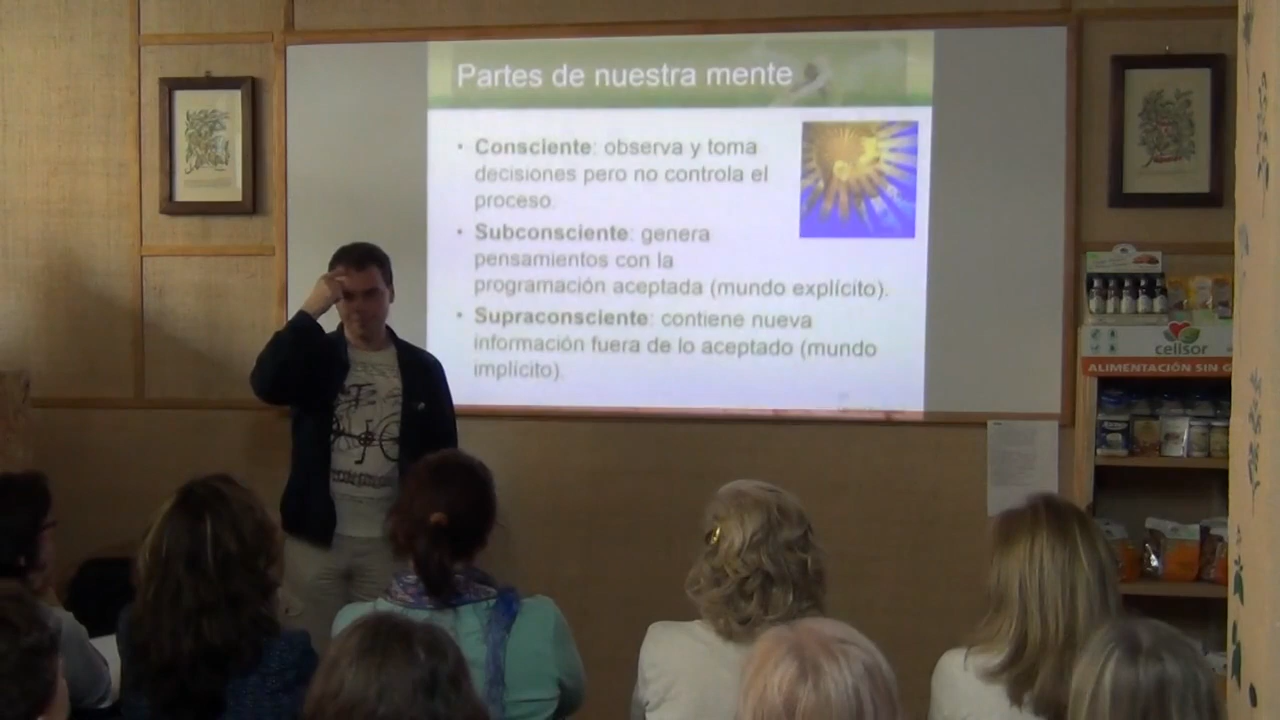 Partes de nuestra mente
• Consciente: observa y toma
decisiones pero no controla el
proceso.
• Subconsciente: genera
pensamientos con la
programación aceptada (mundo explícito).
• Supraconsciente: contiene nueva
información fuera de lo aceptado (mundo
implícito).
celisor
ALIMENTACIÓN SIN G